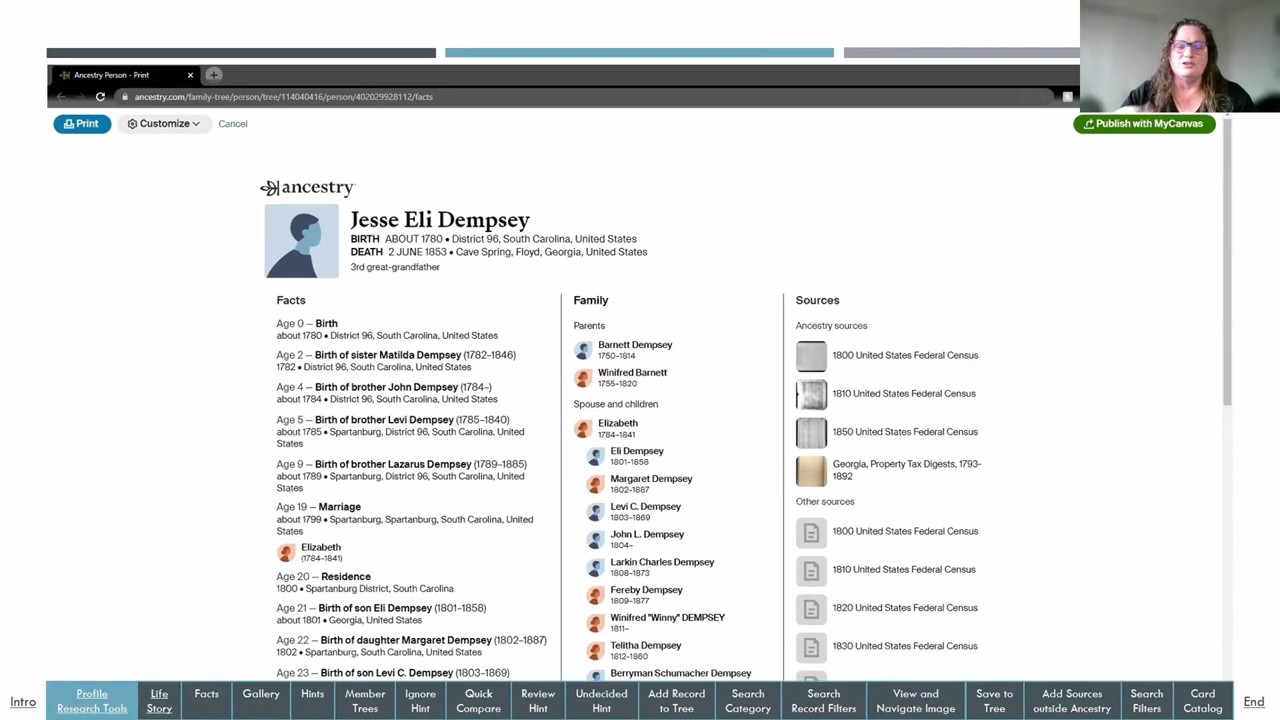 Ancestry Person - Print
ancestry.com/family-tree/person/tree/114040416/person/402029928112/facts
Print
Customize
Cancel
Publish with MyCanvas
ancestry
Jesse Eli Dempsey
BIRTH ABOUT 1780 • District 96, South Carolina, United States
DEATH 2 JUNE 1853 • Cave Spring, Floyd, Georgia, United States
3rd great-grandfather
Facts
Age 0 — Birth
about 1780 • District 96, South Carolina, United States
Age 2 — Birth of sister Matilda Dempsey (1782–1846)
1782 • District 96, South Carolina, United States
Age 4 — Birth of brother John Dempsey (1784–)
about 1784 • District 96, South Carolina, United States
Age 5 — Birth of brother Levi Dempsey (1785–1840)
about 1785 • Spartanburg, District 96, South Carolina, United
States
Age 9 — Birth of brother Lazarus Dempsey (1789–1885)
about 1789 • Spartanburg, District 96, South Carolina, United
States
Age 19 — Marriage
about 1799 • Spartanburg, Spartanburg, South Carolina, United
States
Elizabeth
(1784–1841)
Age 20 — Residence
1800 • Spartanburg District, South Carolina
Age 21 — Birth of son Eli Dempsey (1801–1858)
about 1801 • Georgia, United States
Age 22 — Birth of daughter Margaret Dempsey (1802–1887)
1802 • Spartanburg, South Carolina, United States
Age 23 — Birth of son Levi C. Dempsey (1803–1869)
Family
Parents
Barnett Dempsey
1750–1814
Winifred Barnett
1755–1820
Spouse and children
Elizabeth
1784–1841
Eli Dempsey
1801–1858
Margaret Dempsey
1802–1887
Levi C. Dempsey
1803–1869
John L. Dempsey
1804–
Larkin Charles Dempsey
1808–1873
Fereby Dempsey
1809–1877
Winifred "Winny" DEMPSEY
1811–
Telitha Dempsey
1812–1860
Berryman Schumacher Dempsey
Sources
Ancestry sources
1800 United States Federal Census
1810 United States Federal Census
1850 United States Federal Census
Georgia, Property Tax Digests, 1793-
1892
Other sources
1800 United States Federal Census
1810 United States Federal Census
1820 United States Federal Census
1830 United States Federal Census
Intro
Profile
Research Tools
Life
Story
Facts
Gallery
Hints
Member
Trees
Ignore
Hint
Quick
Compare
Review
Hint
Undecided
Hint
Add Record
to Tree
Search
Category
Search
Record Filters
View and
Navigate Image
Save to
Tree
Add Sources
outside Ancestry
Search
Filters
Card
Catalog
End